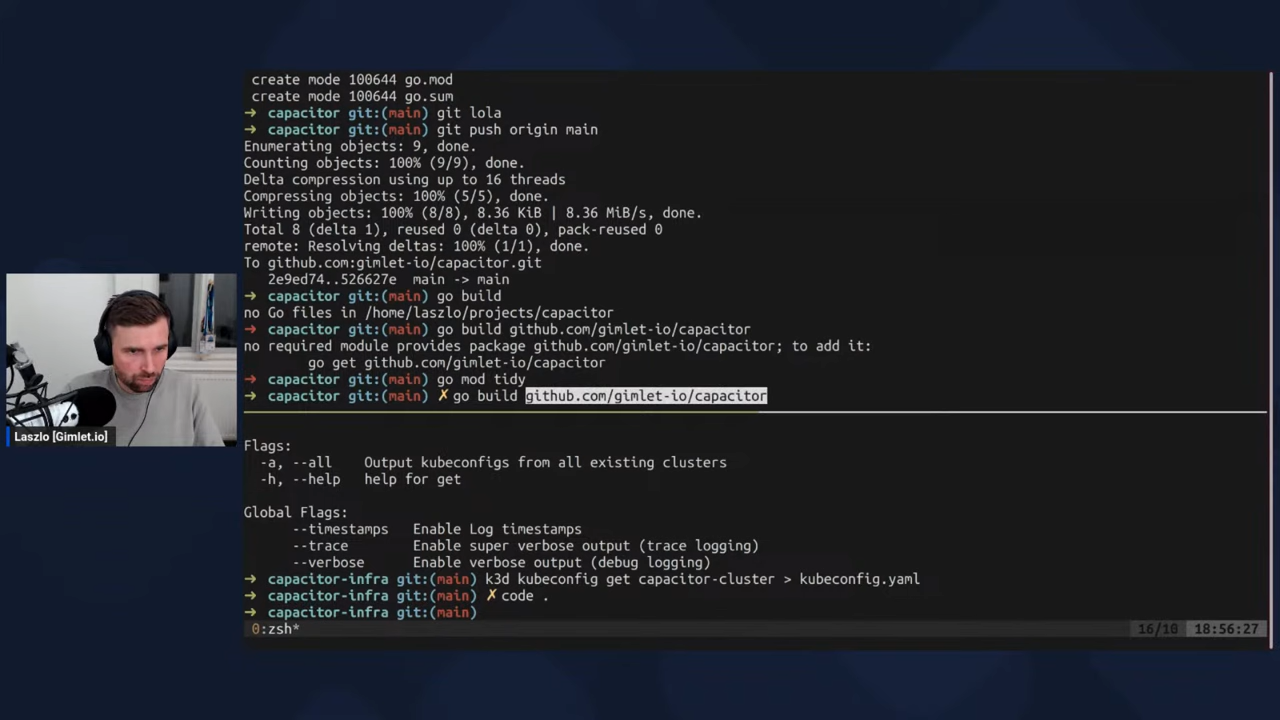 create mode 100644 go.mod
create mode 100644 go.sum
→ capacitor git:(main) git lola
→ capacitor git:(main) git push origin main
Enumerating objects: 9, done.
Counting objects: 100% (9/9), done.
Delta compression using up to 16 threads
Compressing objects: 100% (5/5), done.
Writing objects: 100% (8/8), 8.36 KiB | 8.36 MiB/s, done.
Total 8 (delta 1), reused 0 (delta 0), pack-reused 0
remote: Resolving deltas: 100% (1/1), done.
To github.com:gimlet-io/capacitor.git
2e9ed74..526627e main -> main
→ capacitor git:(main) go build
no Go files in /home/laszlo/projects/capacitor
→ capacitor git:(main) go build github.com/gimlet-io/capacitor
no required module provides package github.com/gimlet-io/capacitor; to add it:
go get github.com/gimlet-io/capacitor
→ capacitor git:(main) go mod tidy
→ capacitor git:(main) ✗ go build github.com/gimlet-io/capacitor
Laszlo [Gimlet.io]
Flags:
-a, --all Output kubeconfigs from all existing clusters
-h, --help help for get
Global Flags:
--timestamps Enable Log timestamps
--trace Enable super verbose output (trace logging)
--verbose Enable verbose output (debug logging)
→ capacitor-infra git:(main) k3d kubeconfig get capacitor-cluster > kubeconfig.yaml
→ capacitor-infra git:(main) ✗ code .
→ capacitor-infra git:(main)
0:zsh* 16/10 18:56:27